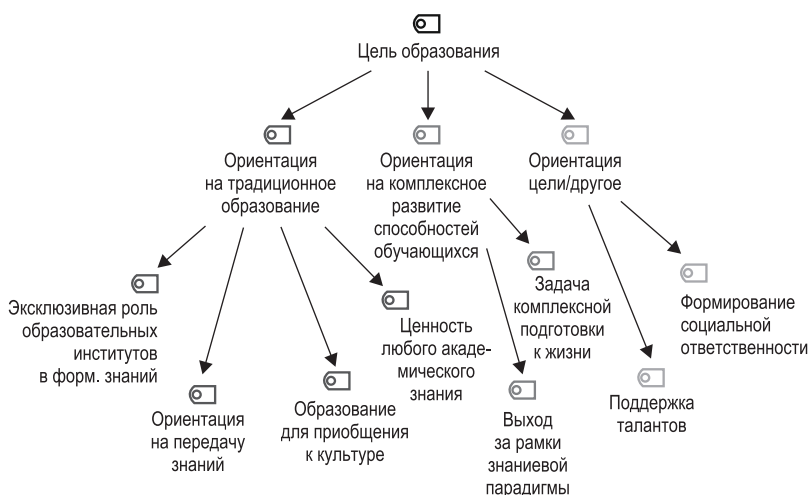 Цель образования
Ориентация
на традиционное
образование
Ориентация
на комплексное
развитие
способностей
обучающихся
Ориентация
цели/другое
Эксклюзивная роль
образовательных
институтов
в форм. знаний
Ориентация
на передачу
знаний
Образование
для приобщения
к культуре
Ценность
любого акаде-
мического
знания
Задача
комплексной
подготовки
к жизни
Выход
за рамки
знаниевой
парадигмы
Поддержка
талантов
Формирование
социальной
ответственности